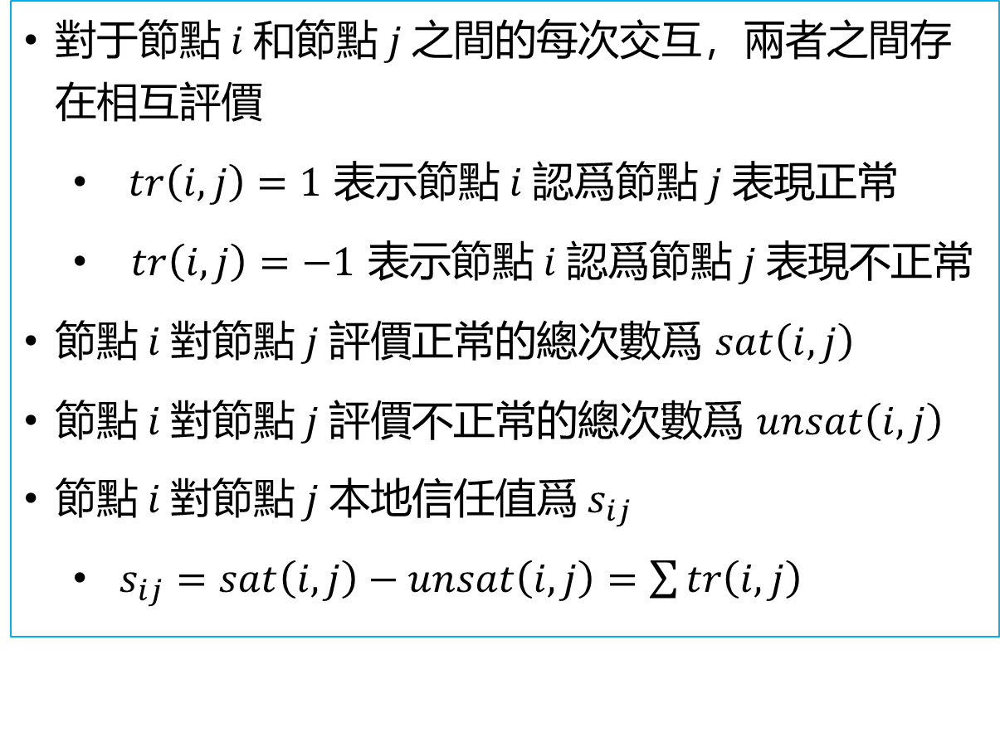 • 對于節點 i 和節點 j 之間的每次交互，兩者之間存
在相互評價
• tr(i,j) = 1 表示節點 i 認爲節點 j 表現正常
• tr(i,j) = −1 表示節點 i 認爲節點 j 表現不正常
• 節點 i 對節點 j 評價正常的總次數爲 sat(i,j)
• 節點 i 對節點 j 評價不正常的總次數爲 unsat(i,j)
• 節點 i 對節點 j 本地信任值爲 s_{ij}
• s_{ij} = sat(i,j) − unsat(i,j) = ∑ tr(i,j)